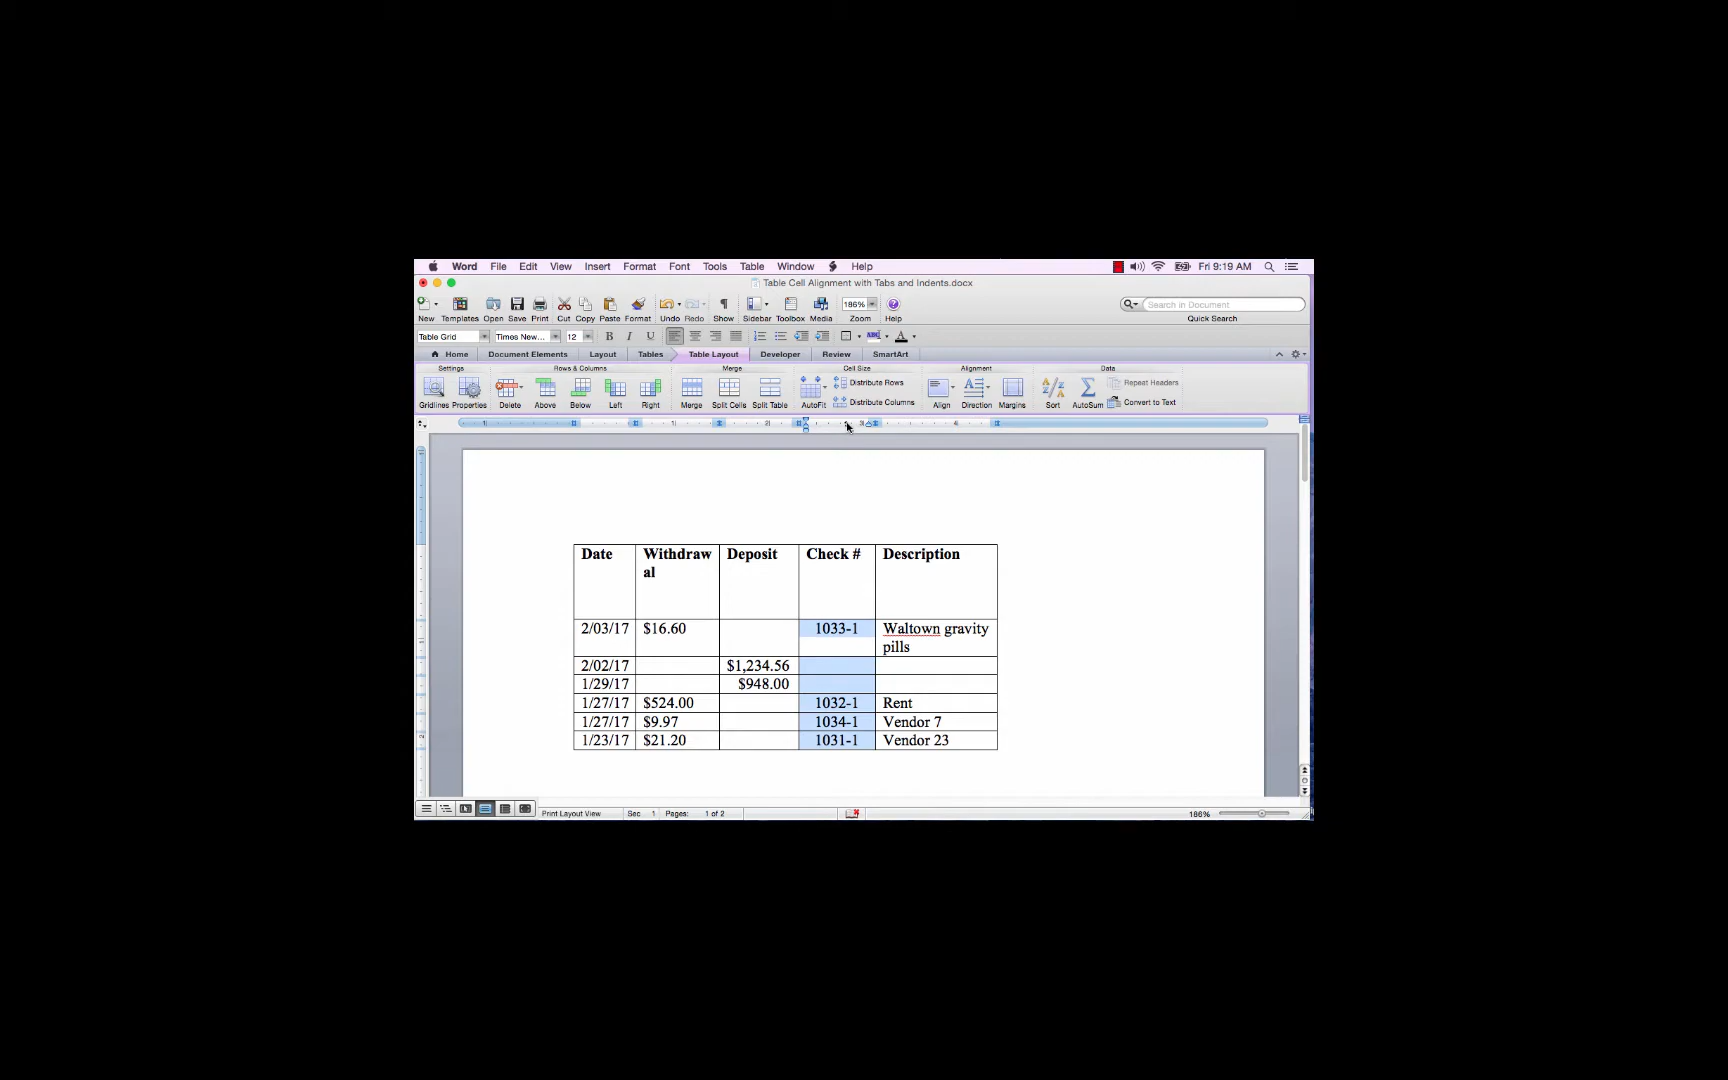 Word File Edit View Insert Format Font Tools Table Window Help Fri 9:19 AM
Table Cell Alignment with Tabs and Indents.docx
186% Search in Document
New Templates Open Save Print Cut Copy Paste Format Undo Redo Show Sidebar Toolbox Media Zoom Help Quick Search
Table Grid Times New... 12 B I U A
Home Document Elements Layout Tables Table Layout Developer Review SmartArt
Settings Rows & Columns Merge Cell Size Alignment Data
Distribute Rows Repeat Headers
Gridlines Properties Delete Above Below Left Right Merge Split Cells Split Table AutoFit Distribute Columns Align Direction Margins Sort AutoSum Convert to Text
Date Withdraw Deposit Check # Description
al
2/03/17 $16.60 1033-1 Waltown gravity
pills
2/02/17 $1,234.56
1/29/17 $948.00
1/27/17 $524.00 1032-1 Rent
1/27/17 $9.97 1034-1 Vendor 7
1/23/17 $21.20 1031-1 Vendor 23
Print Layout View Sec 1 Pages: 1 of 2 186%